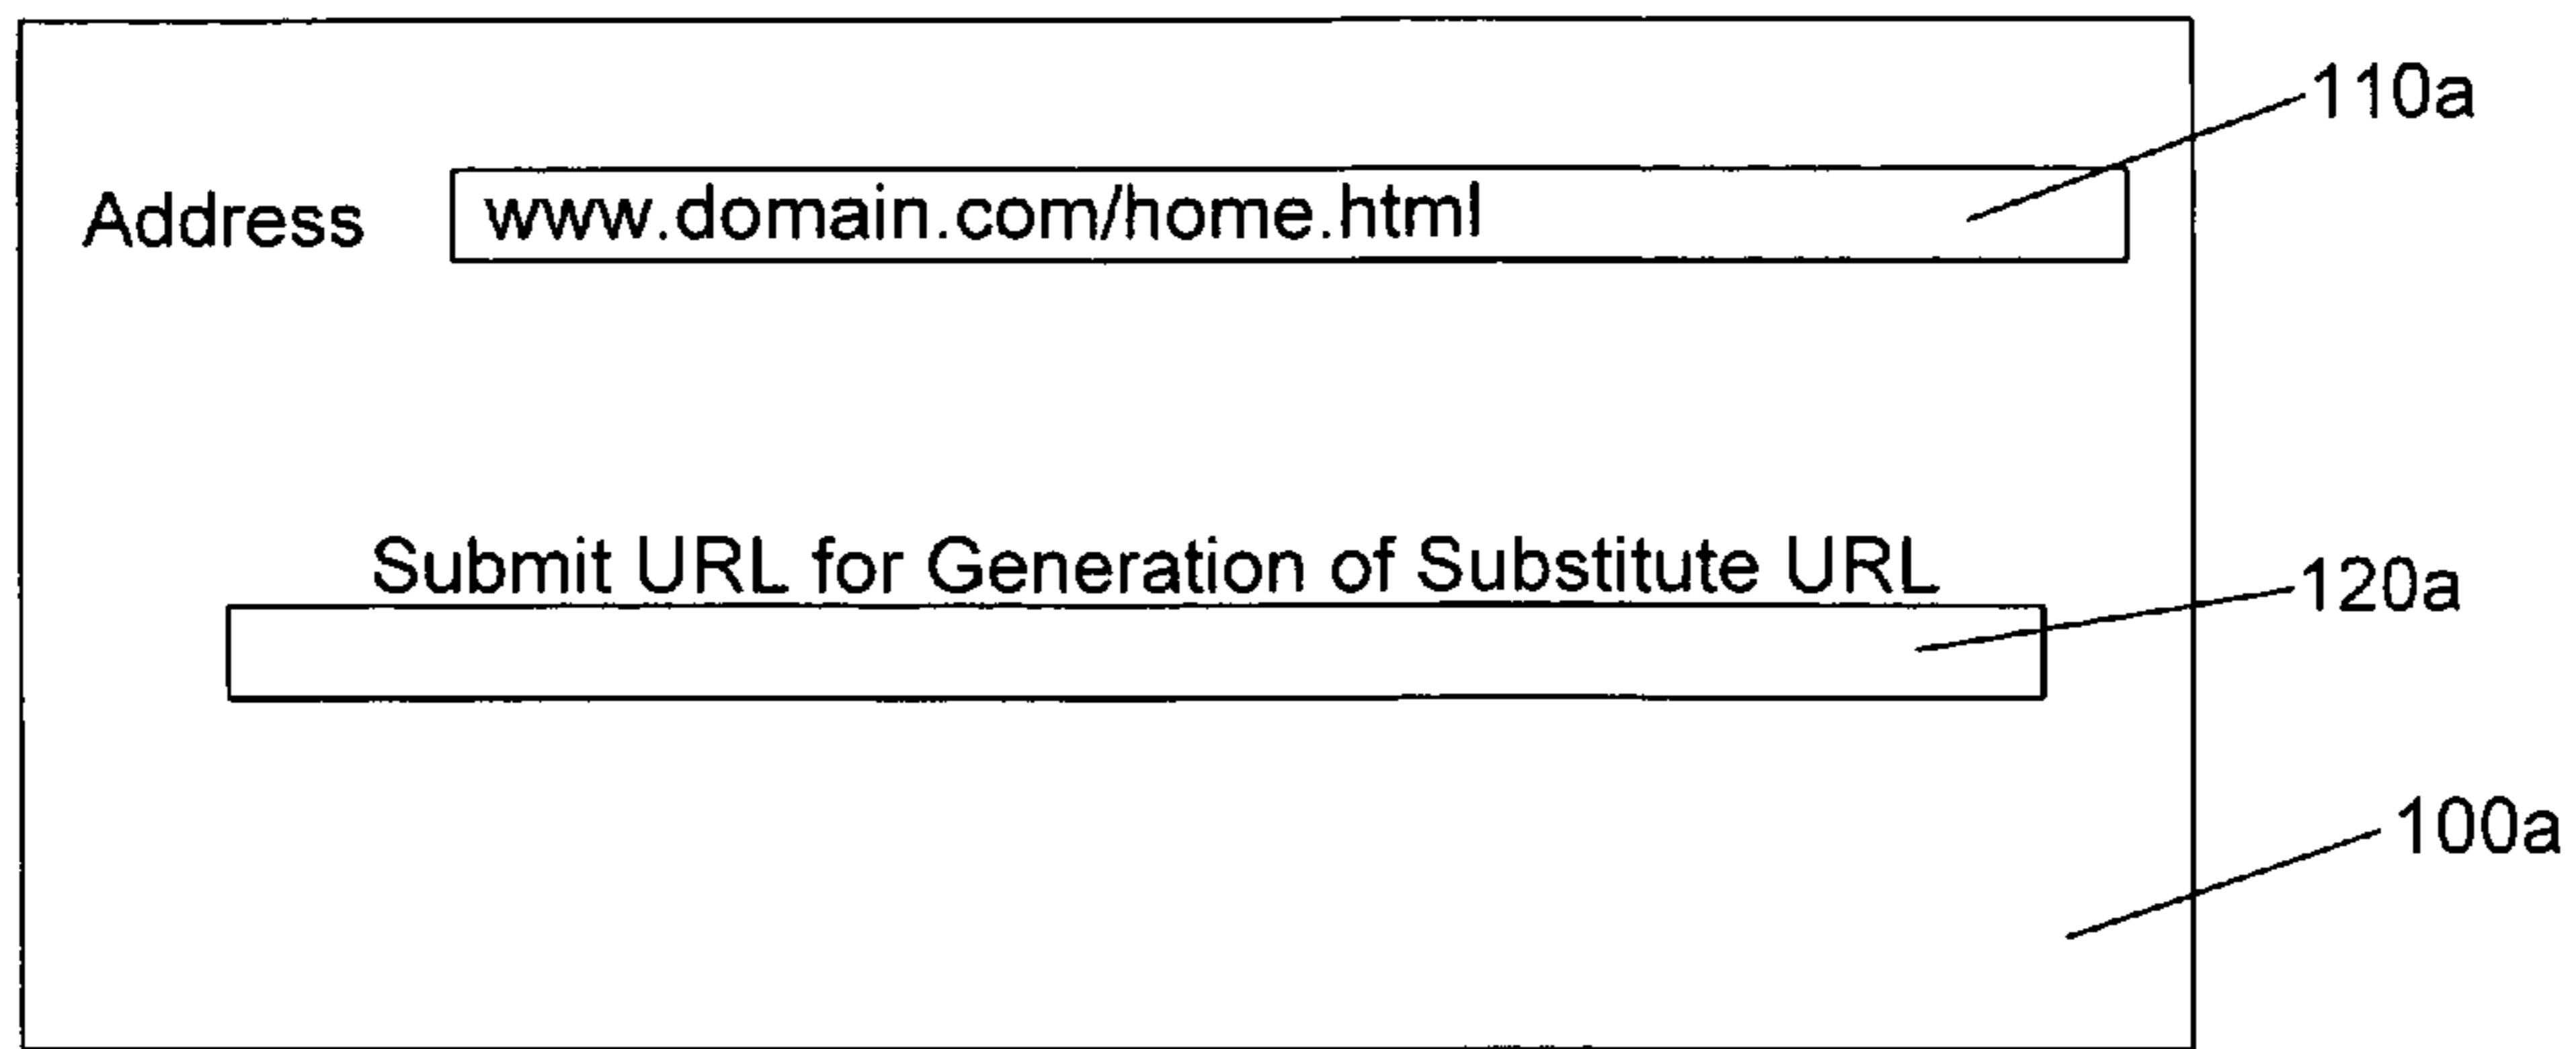 110a
Address www.domain.com/home.html
Submit URL for Generation of Substitute URL
120a
100a